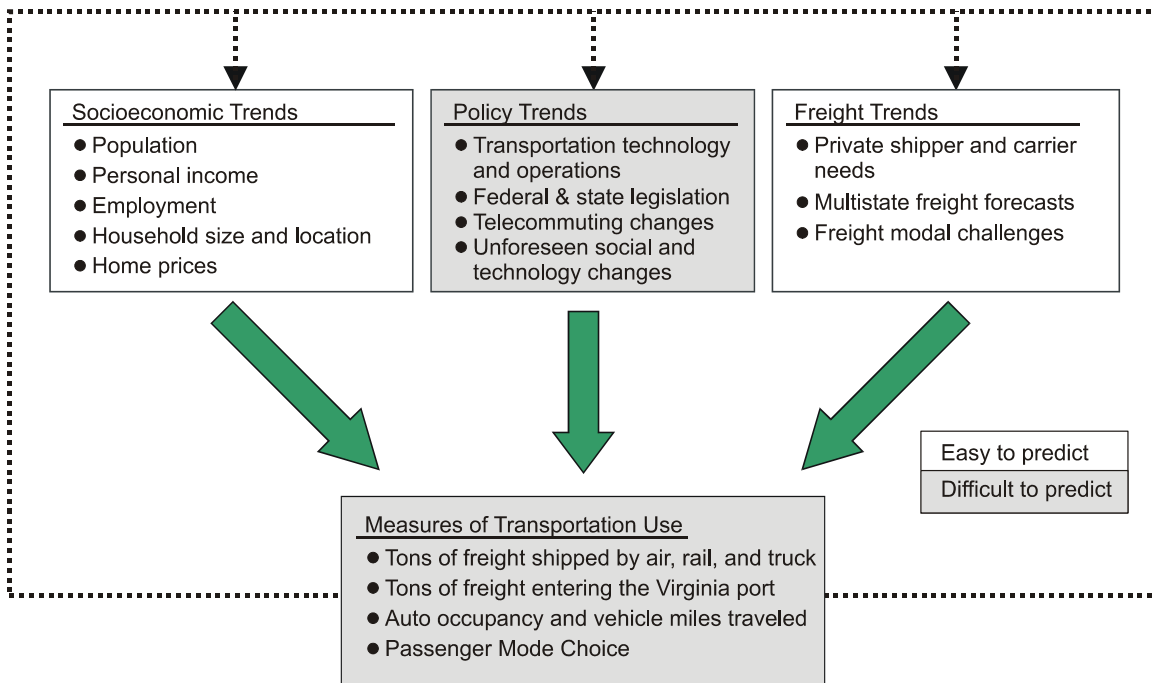 Socioeconomic Trends
● Population
● Personal income
● Employment
● Household size and location
● Home prices
Policy Trends
● Transportation technology
and operations
● Federal & state legislation
● Telecommuting changes
● Unforeseen social and
technology changes
Freight Trends
● Private shipper and carrier
needs
● Multistate freight forecasts
● Freight modal challenges
Easy to predict
Difficult to predict
Measures of Transportation Use
● Tons of freight shipped by air, rail, and truck
● Tons of freight entering the Virginia port
● Auto occupancy and vehicle miles traveled
● Passenger Mode Choice